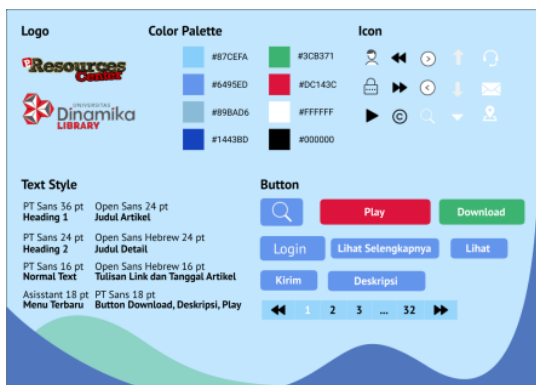 Logo
Color Palette
Icon
Resources
Center
UNIVERSITAS
Dinamika
LIBRARY
#87CEFA
#3CB371
#6495ED
#DC143C
#89BAD6
#FFFFFF
#1443BD
#000000
Text Style
PT Sans 36 pt
Heading 1
Open Sans 24 pt
Judul Artikel
PT Sans 24 pt
Heading 2
Open Sans Hebrew 24 pt
Judul Detail
PT Sans 16 pt
Normal Text
Open Sans Hebrew 16 pt
Tulisan Link dan Tanggal Artikel
Asisstant 18 pt
Menu Terbaru
PT Sans 18 pt
Button Download, Deskripsi, Play
Button
Play
Download
Login
Lihat Selengkapnya
Lihat
Kirim
Deskripsi
1 2 3 ... 32